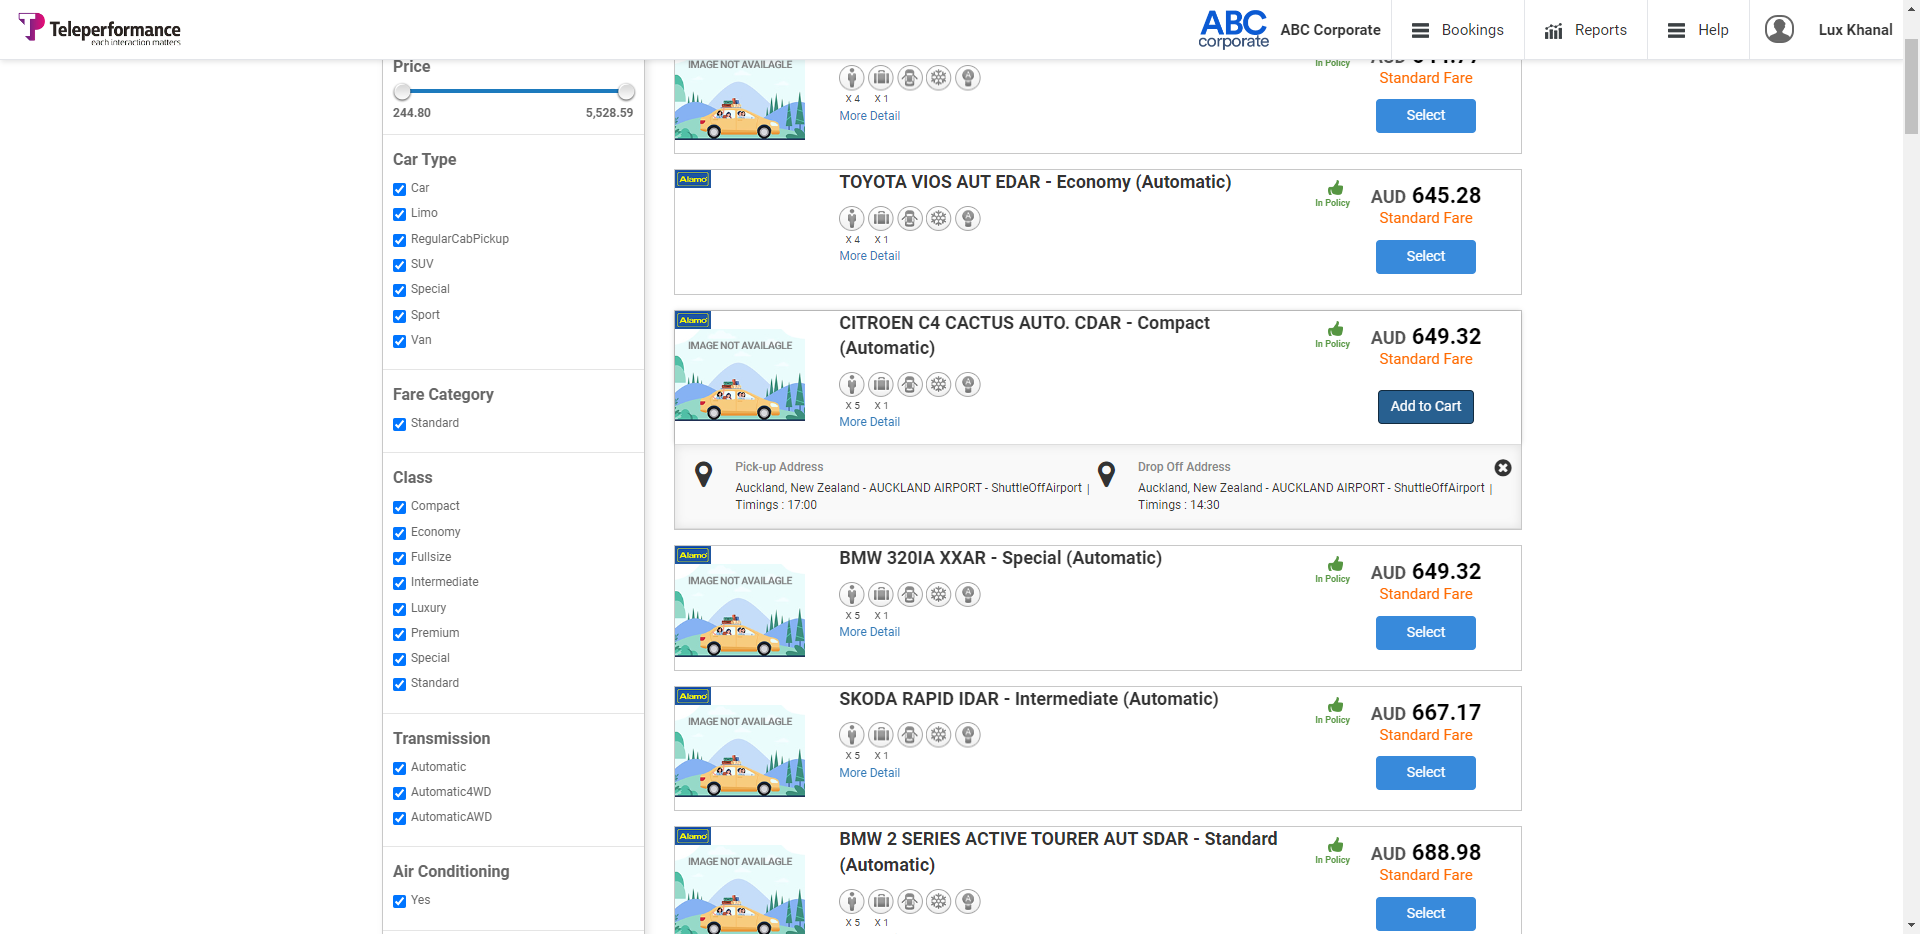 Teleperformance
each interaction matters
ABC
corporate
ABC Corporate
Bookings
Reports
Help
Lux Khanal
Price
244.80
5,528.59
Car Type
Car
Limo
RegularCabPickup
SUV
Special
Sport
Van
Fare Category
Standard
Class
Compact
Economy
Fullsize
Intermediate
Luxury
Premium
Special
Standard
Transmission
Automatic
Automatic4WD
AutomaticAWD
Air Conditioning
Yes
IMAGE NOT AVAILAGLE
X 4 X 1
More Detail
In Policy
Standard Fare
Select
Alamo
TOYOTA VIOS AUT EDAR - Economy (Automatic)
X 4 X 1
More Detail
In Policy
AUD 645.28
Standard Fare
Select
Alamo
IMAGE NOT AVAILAGLE
CITROEN C4 CACTUS AUTO. CDAR - Compact
(Automatic)
X 5 X 1
More Detail
In Policy
AUD 649.32
Standard Fare
Add to Cart
Pick-up Address
Auckland, New Zealand - AUCKLAND AIRPORT - ShuttleOffAirport |
Timings : 17:00
Drop Off Address
Auckland, New Zealand - AUCKLAND AIRPORT - ShuttleOffAirport |
Timings : 14:30
Alamo
IMAGE NOT AVAILAGLE
BMW 320IA XXAR - Special (Automatic)
X 5 X 1
More Detail
In Policy
AUD 649.32
Standard Fare
Select
Alamo
IMAGE NOT AVAILAGLE
SKODA RAPID IDAR - Intermediate (Automatic)
X 5 X 1
More Detail
In Policy
AUD 667.17
Standard Fare
Select
Alamo
IMAGE NOT AVAILAGLE
BMW 2 SERIES ACTIVE TOURER AUT SDAR - Standard
(Automatic)
X 5 X 1
In Policy
AUD 688.98
Standard Fare
Select